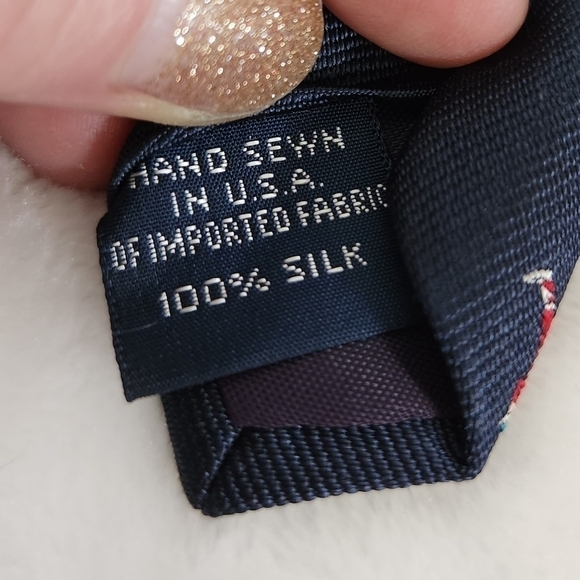 HAND SEWN
IN U.S.A.
OF IMPORTED FABRIC
100% SILK